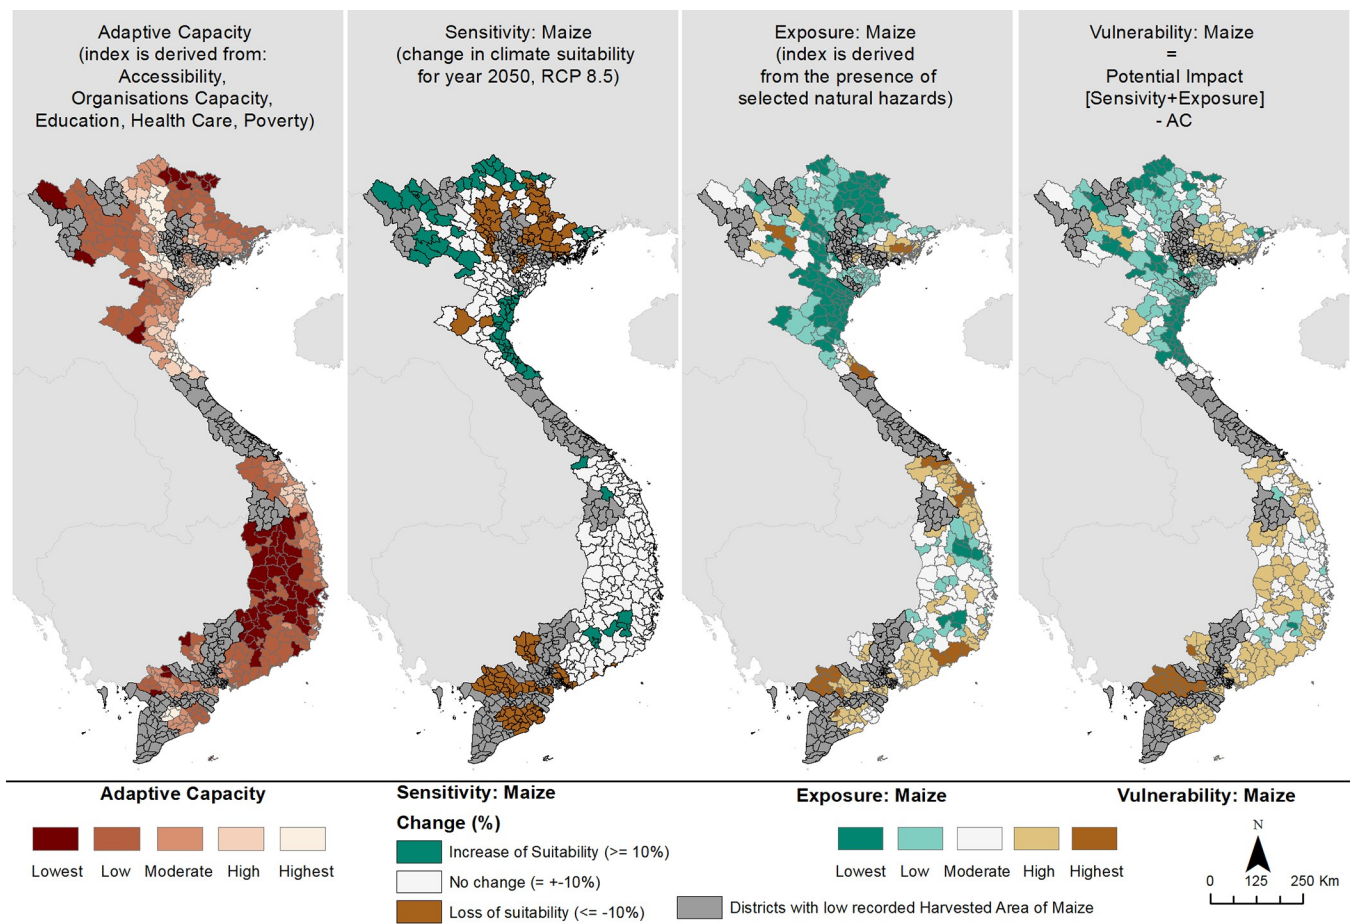 Adaptive Capacity
(index is derived from:
Accessibility,
Organisations Capacity,
Education, Health Care, Poverty)
Sensitivity: Maize
(change in climate suitability
for year 2050, RCP 8.5)
Exposure: Maize
(index is derived
from the presence of
selected natural hazards)
Vulnerability: Maize
=
Potential Impact
[Sensivity+Exposure]
- AC
Adaptive Capacity
Lowest Low Moderate High Highest
Sensitivity: Maize
Change (%)
Increase of Suitability (>= 10%)
No change (= +-10%)
Loss of suitability (<= -10%)
Exposure: Maize
Vulnerability: Maize
Lowest Low Moderate High Highest
Districts with low recorded Harvested Area of Maize
N
0 125 250 Km